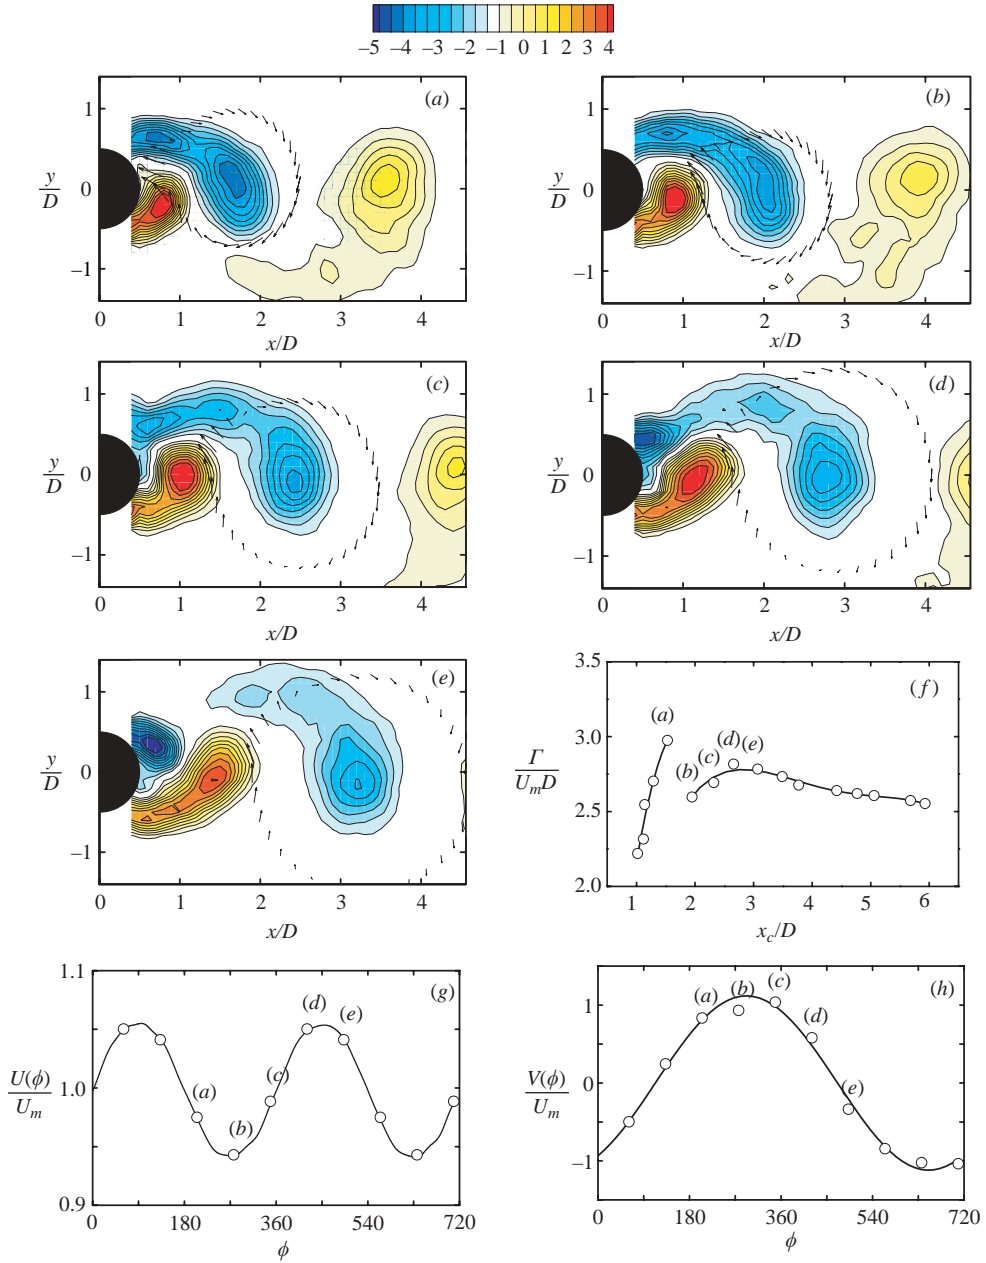 −5 −4 −3 −2 −1 0 1 2 3 4
(a)
1
0
−1
y/D
0 1 2 3 4
x/D
(b)
1
0
−1
y/D
0 1 2 3 4
x/D
(c)
1
0
−1
y/D
0 1 2 3 4
x/D
(d)
1
0
−1
y/D
0 1 2 3 4
x/D
(e)
1
0
−1
y/D
0 1 2 3 4
x/D
3.5
(f)
3.0
2.5
2.0
Γ/U_mD
(a)
(b) (c) (d) (e)
1 2 3 4 5 6
x_c/D
1.1
(g)
1.0
0.9
U(ϕ)/U_m
(a) (b) (c) (d) (e)
0 180 360 540 720
ϕ
(h)
1
0
−1
V(ϕ)/U_m
(a) (b) (c) (d) (e)
0 180 360 540 720
ϕ